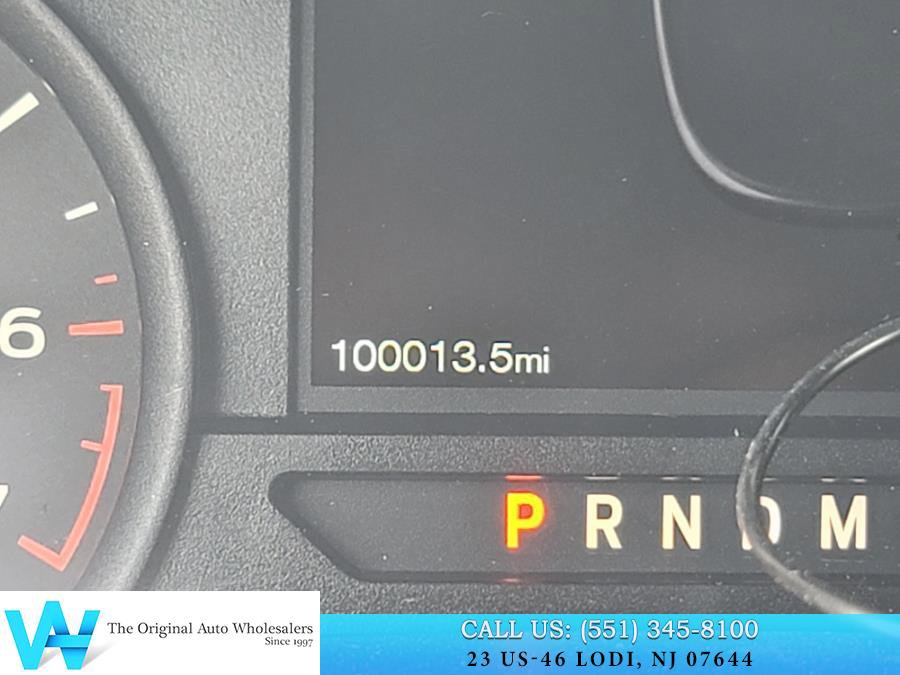 6
100013.5mi
P R N D M
The Original Auto Wholesalers
Since 1997
CALL US: (551) 345-8100
23 US-46 LODI, NJ 07644